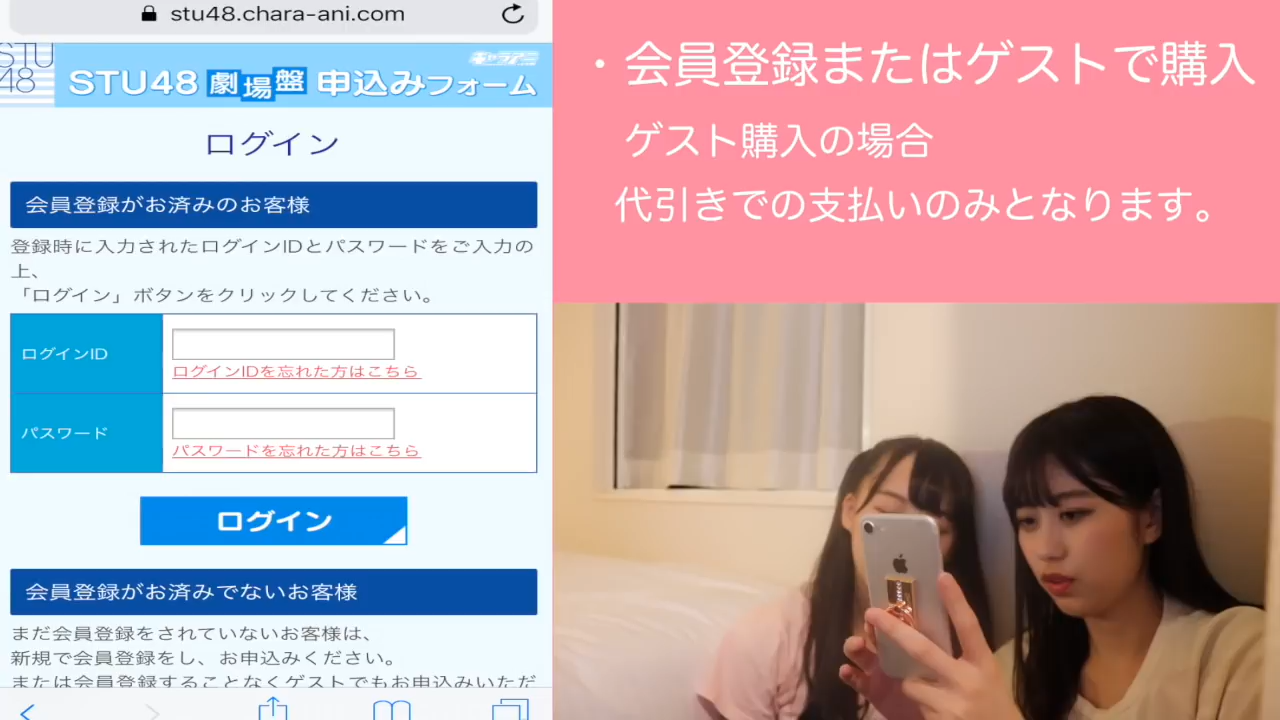 stu48.chara-ani.com
STU
48
キャラアニ
STU48 劇場盤 申込みフォーム
ログイン
会員登録がお済みのお客様
登録時に入力されたログインIDとパスワードをご入力の
上、
「ログイン」ボタンをクリックしてください。
ログインID
ログインIDを忘れた方はこちら
パスワード
パスワードを忘れた方はこちら
ログイン
会員登録がお済みでないお客様
まだ会員登録をされていないお客様は、
新規で会員登録をし、お申込みください。
または会員登録することなくゲストでもお申込みいただ
・会員登録またはゲストで購入
ゲスト購入の場合
代引きでの支払いのみとなります。